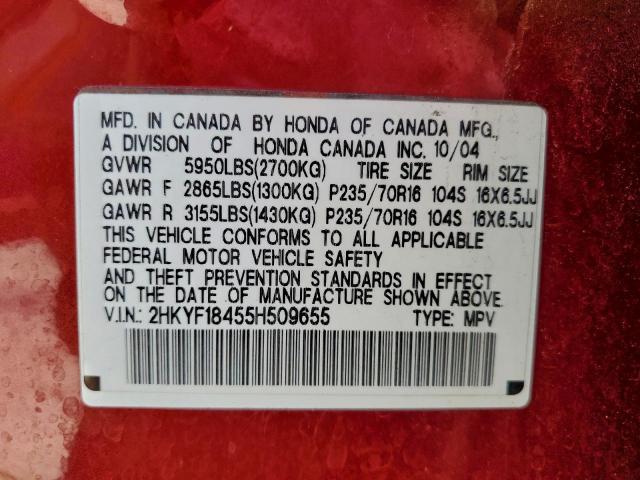 MFD. IN CANADA BY HONDA OF CANADA MFG.,
A DIVISION OF HONDA CANADA INC. 10/04
GVWR 5950LBS(2700KG) TIRE SIZE RIM SIZE
GAWR F 2865LBS(1300KG) P235/70R16 104S 16X6.5JJ
GAWR R 3155LBS(1430KG) P235/70R16 104S 16X6.5JJ
THIS VEHICLE CONFORMS TO ALL APPLICABLE
FEDERAL MOTOR VEHICLE SAFETY
AND THEFT PREVENTION STANDARDS IN EFFECT
ON THE DATE OF MANUFACTURE SHOWN ABOVE.
V.I.N.: 2HKYF18455H509655 TYPE: MPV